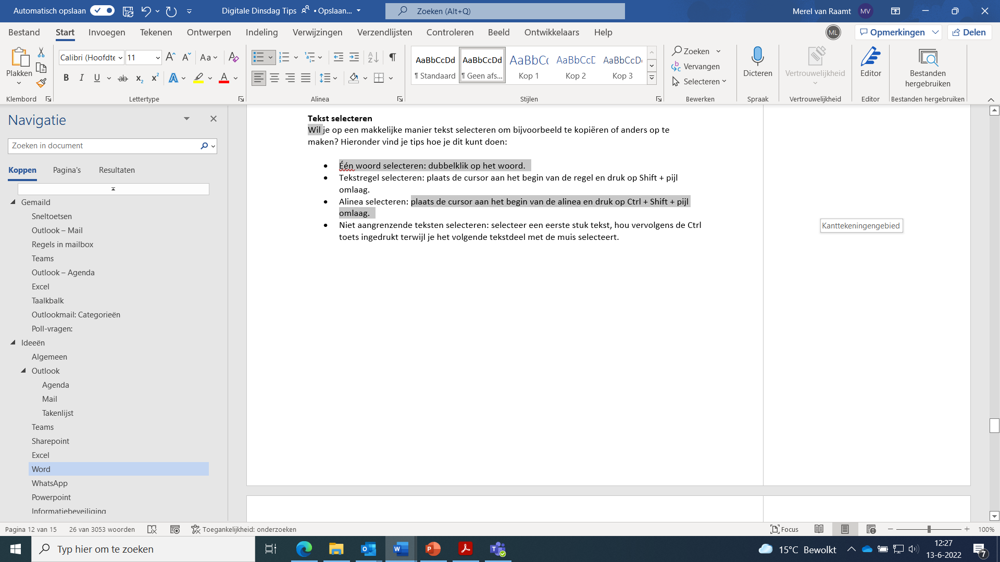 Automatisch opslaan Digitale Dinsdag Tips • Opslaan... Zoeken (Alt+Q) Merel van Raamt MV
Bestand Start Invoegen Tekenen Ontwerpen Indeling Verwijzingen Verzendlijsten Controleren Beeld Ontwikkelaars Help ML Opmerkingen Delen
Plakken
Klembord
Calibri (Hoofdte 11
Lettertype
Alinea
AaBbCcDd AaBbCcDd AaBbCc AaBbCcD AaBbCcDd
¶ Standaard ¶ Geen afs... Kop 1 Kop 2 Kop 3
Stijlen
Zoeken
Vervangen
Selecteren
Bewerken
Dicteren
Spraak
Vertrouwelijkheid
Vertrouwelijkheid
Editor
Editor
Bestanden
hergebruiken
Bestanden hergebruiken
Navigatie
Zoeken in document
Koppen Pagina's Resultaten
Gemaild
Sneltoetsen
Outlook – Mail
Regels in mailbox
Teams
Outlook – Agenda
Excel
Taalkbalk
Outlookmail: Categorieën
Poll-vragen:
Ideeën
Algemeen
Outlook
Agenda
Mail
Takenlijst
Teams
Sharepoint
Excel
Word
WhatsApp
Powerpoint
Informatiebeveiliging
Tekst selecteren
Wil je op een makkelijke manier tekst selecteren om bijvoorbeeld te kopiëren of anders op te
maken? Hieronder vind je tips hoe je dit kunt doen:
• Één woord selecteren: dubbelklik op het woord.
• Tekstregel selecteren: plaats de cursor aan het begin van de regel en druk op Shift + pijl
omlaag.
• Alinea selecteren: plaats de cursor aan het begin van de alinea en druk op Ctrl + Shift + pijl
omlaag.
• Niet aangrenzende teksten selecteren: selecteer een eerste stuk tekst, hou vervolgens de Ctrl
toets ingedrukt terwijl je het volgende tekstdeel met de muis selecteert.
Kanttekeningengebied
Pagina 12 van 15 26 van 3053 woorden Toegankelijkheid: onderzoeken Focus 100%
Typ hier om te zoeken 15°C Bewolkt 12:27
13-6-2022 7